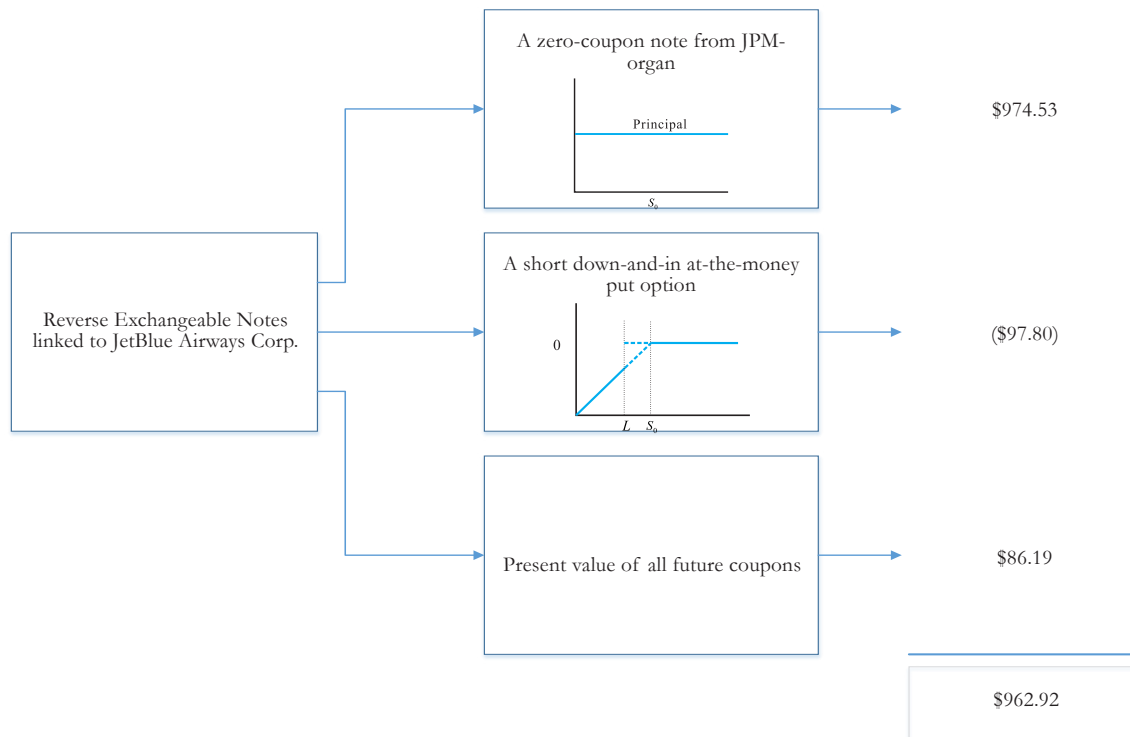 A zero-coupon note from JPM-
organ
Principal
S₀
$974.53
Reverse Exchangeable Notes
linked to JetBlue Airways Corp.
A short down-and-in at-the-money
put option
0
L S₀
($97.80)
Present value of all future coupons
$86.19
$962.92